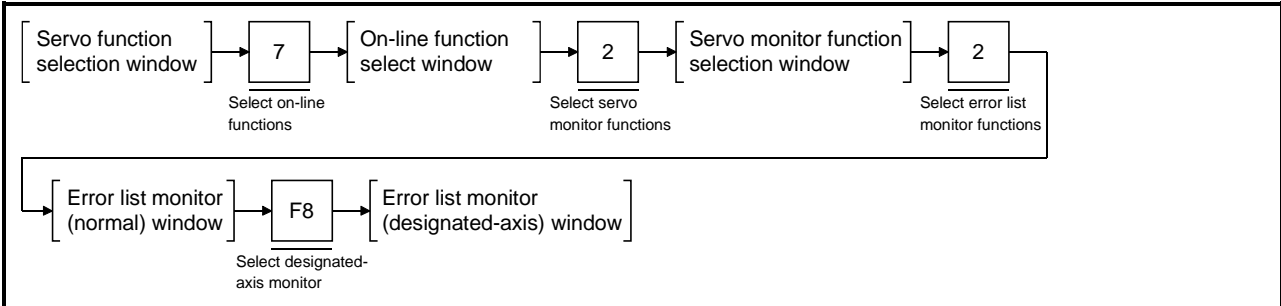 Servo function
selection window
7
Select on-line
functions
On-line function
select window
2
Select servo
monitor functions
Servo monitor function
selection window
2
Select error list
monitor functions
Error list monitor
(normal) window
F8
Select designated-
axis monitor
Error list monitor
(designated-axis) window